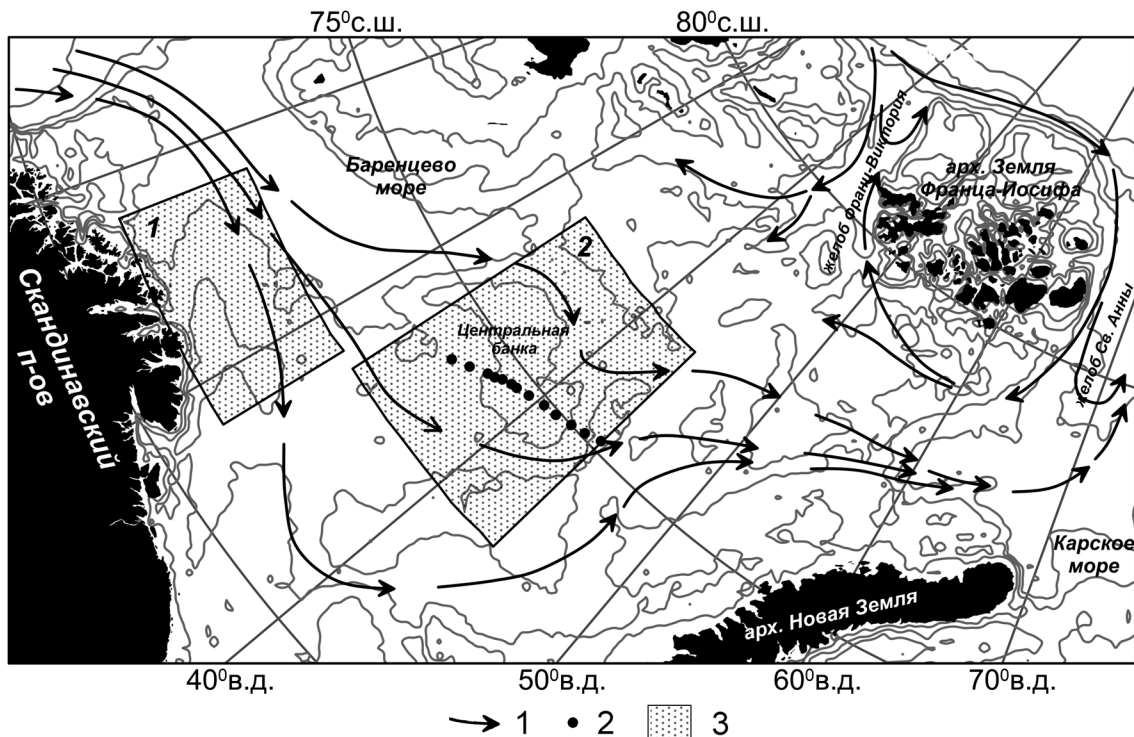 75⁰с.ш.
80⁰с.ш.
Баренцево
море
желоб Франц-Виктория
арх. Земля
Франца-Иосифа
1
2
Скандинавский
п-ов
Центральная
банка
желоб Св. Анны
Карское
море
арх. Новая Земля
40⁰в.д.
50⁰в.д.
60⁰в.д.
70⁰в.д.
1
2
3